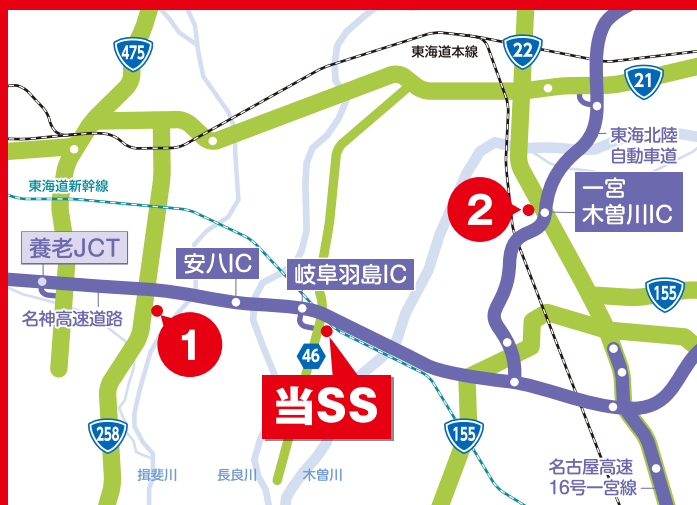 475
東海道本線
22
21
東海北陸
自動車道
東海道新幹線
2
一宮
木曽川IC
養老JCT
安八IC
岐阜羽島IC
155
名神高速道路
1
46
当SS
258
155
揖斐川
長良川
木曽川
名古屋高速
16号一宮線